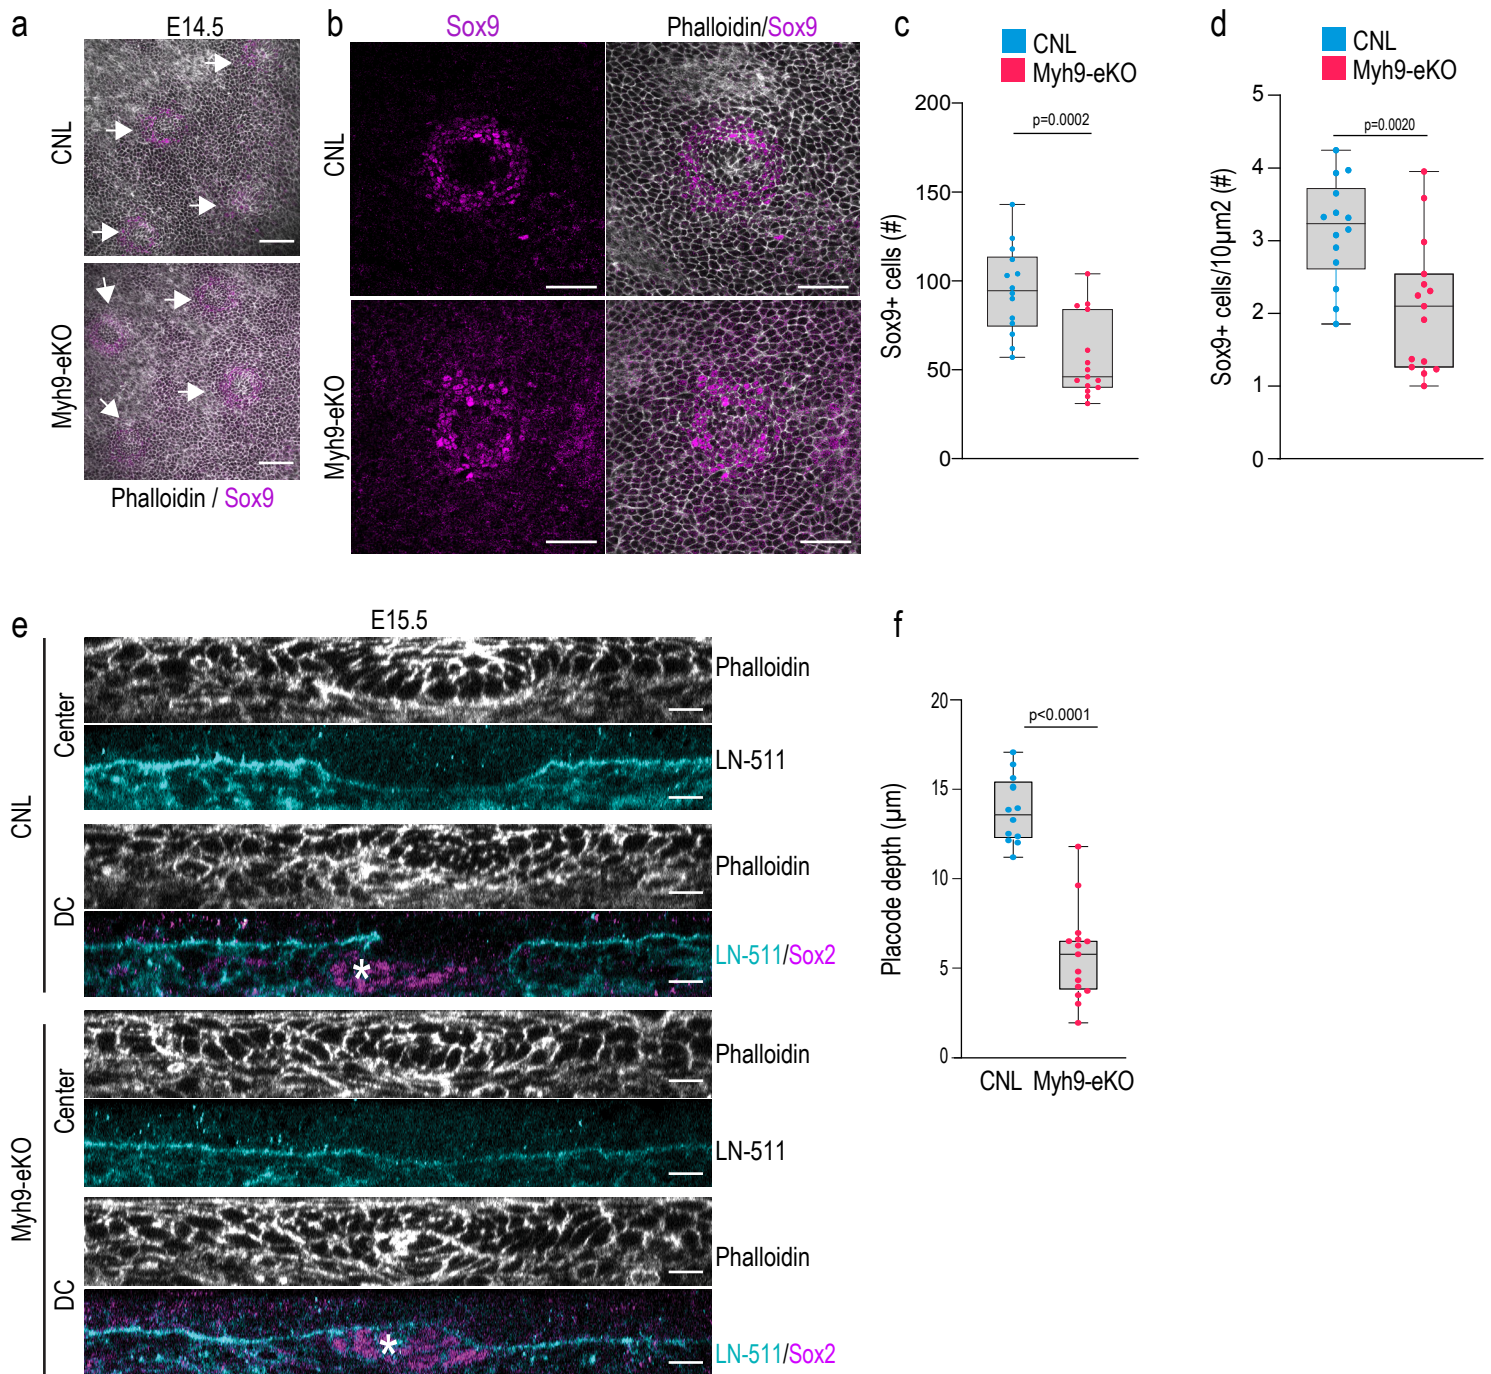 a
E14.5
CNL
Myh9-eKO
Phalloidin / Sox9
b
Sox9
Phalloidin/Sox9
CNL
Myh9-eKO
c
CNL
Myh9-eKO
Sox9+ cells (#)
200
150
100
50
0
p=0.0002
d
CNL
Myh9-eKO
Sox9+ cells/10µm2 (#)
5
4
3
2
1
0
p=0.0020
e
E15.5
CNL
Center
Phalloidin
LN-511
DC
Phalloidin
*
LN-511/Sox2
Myh9-eKO
Center
Phalloidin
LN-511
DC
Phalloidin
*
LN-511/Sox2
f
Placode depth (µm)
20
15
10
5
0
p<0.0001
CNL Myh9-eKO